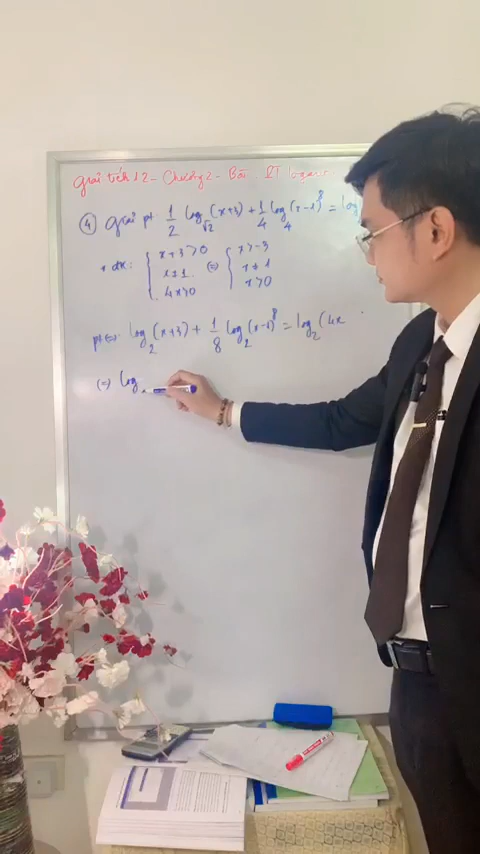 Giải tích 12 - Chương 2 - Bài . PT logarit
④ Giải pt: 1/2 log_√2 (x+3) + 1/4 log_4 (x-1)^8 = log
+ đk: { x+3>0 ⇔ { x>-3
x≠1 x≠1
4x>0 x>0
pt ⇔ log_2 (x+3) + 1/8 log_2 (x-1)^8 = log_2 (4x
(=) log